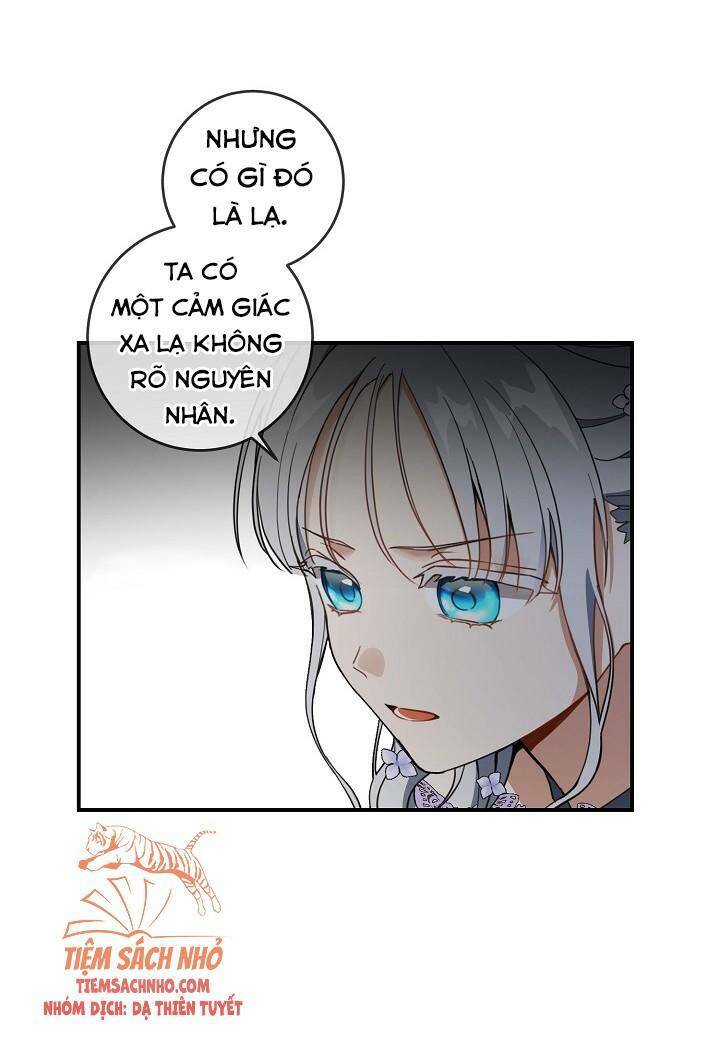 NHƯNG
CÓ GÌ ĐÓ
LÀ LẠ.
TA CÓ
MỘT CẢM GIÁC
XA LẠ KHÔNG
RÕ NGUYÊN
NHÂN.
TIỆM SÁCH NHỎ
TIEMSACHNHO.COM
NHÓM DỊCH: DẠ THIÊN TUYẾT